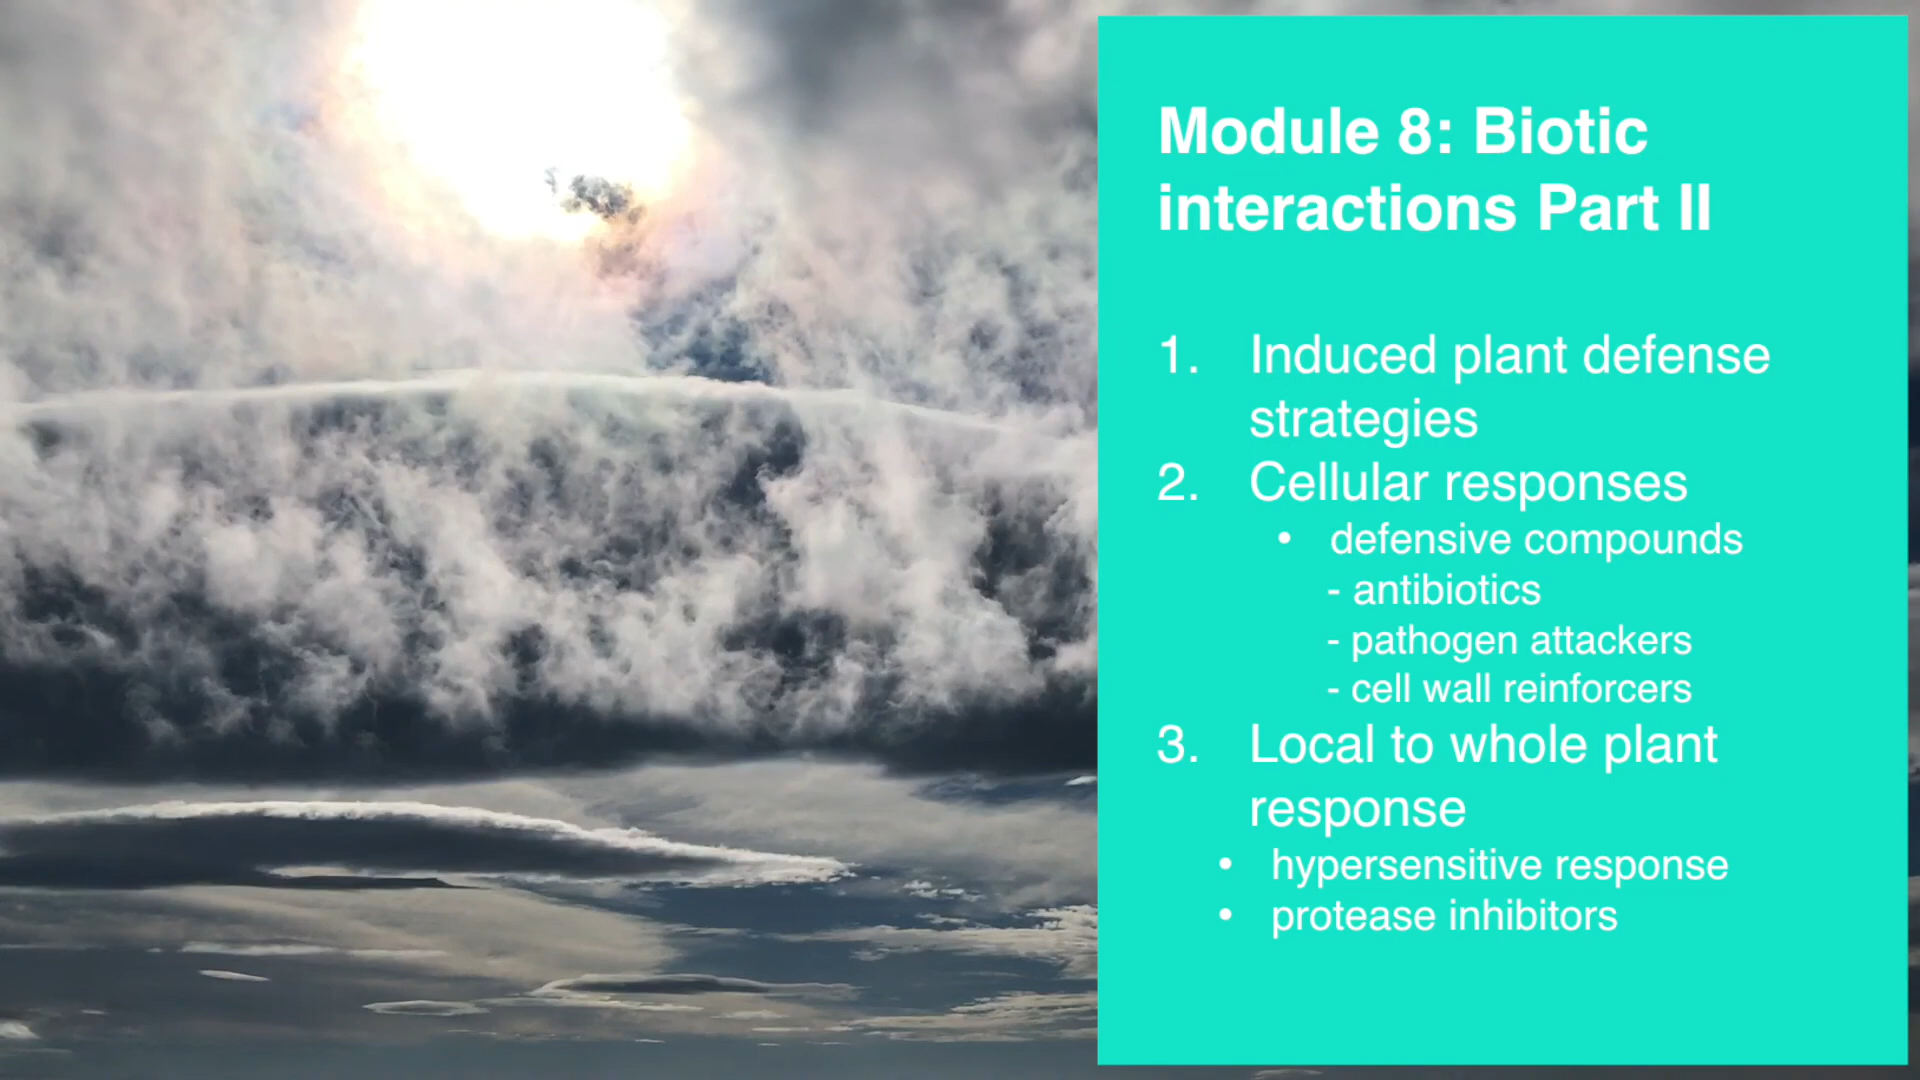 Module 8: Biotic
interactions Part II
1. Induced plant defense
strategies
2. Cellular responses
• defensive compounds
- antibiotics
- pathogen attackers
- cell wall reinforcers
3. Local to whole plant
response
• hypersensitive response
• protease inhibitors